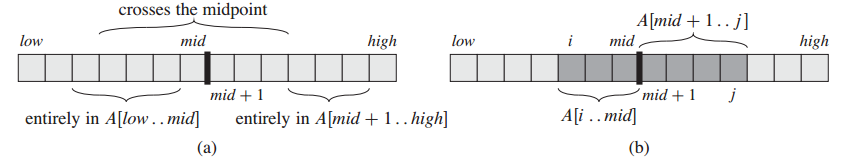 crosses the midpoint
low mid high
mid + 1
entirely in A[low . . mid] entirely in A[mid + 1 . . high]
(a)
A[mid + 1 . . j]
low i mid high
mid + 1 j
A[i . . mid]
(b)